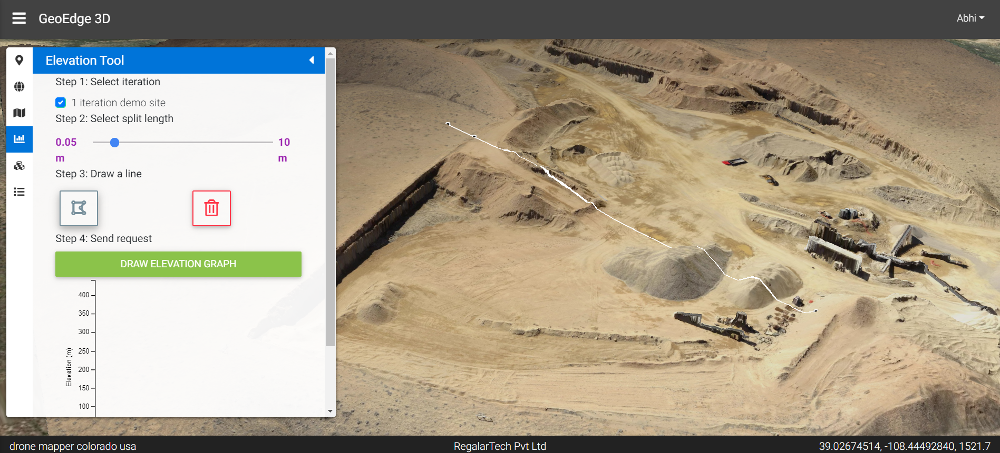 GeoEdge 3D
Abhi
Elevation Tool
Step 1: Select iteration
1 iteration demo site
Step 2: Select split length
0.05 m
10 m
Step 3: Draw a line
Step 4: Send request
DRAW ELEVATION GRAPH
400
350
300
250
200
150
100
Elevation (m)
drone mapper colorado usa
RegalarTech Pvt Ltd
39.02674514, -108.44492840, 1521.7